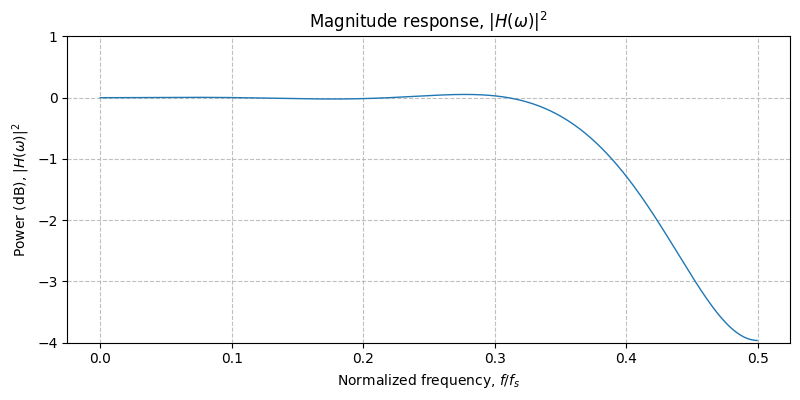 Magnitude response, |H(ω)|²
Power (dB), |H(ω)|²
1
0
−1
−2
−3
−4
0.0 0.1 0.2 0.3 0.4 0.5
Normalized frequency, f/fₛ